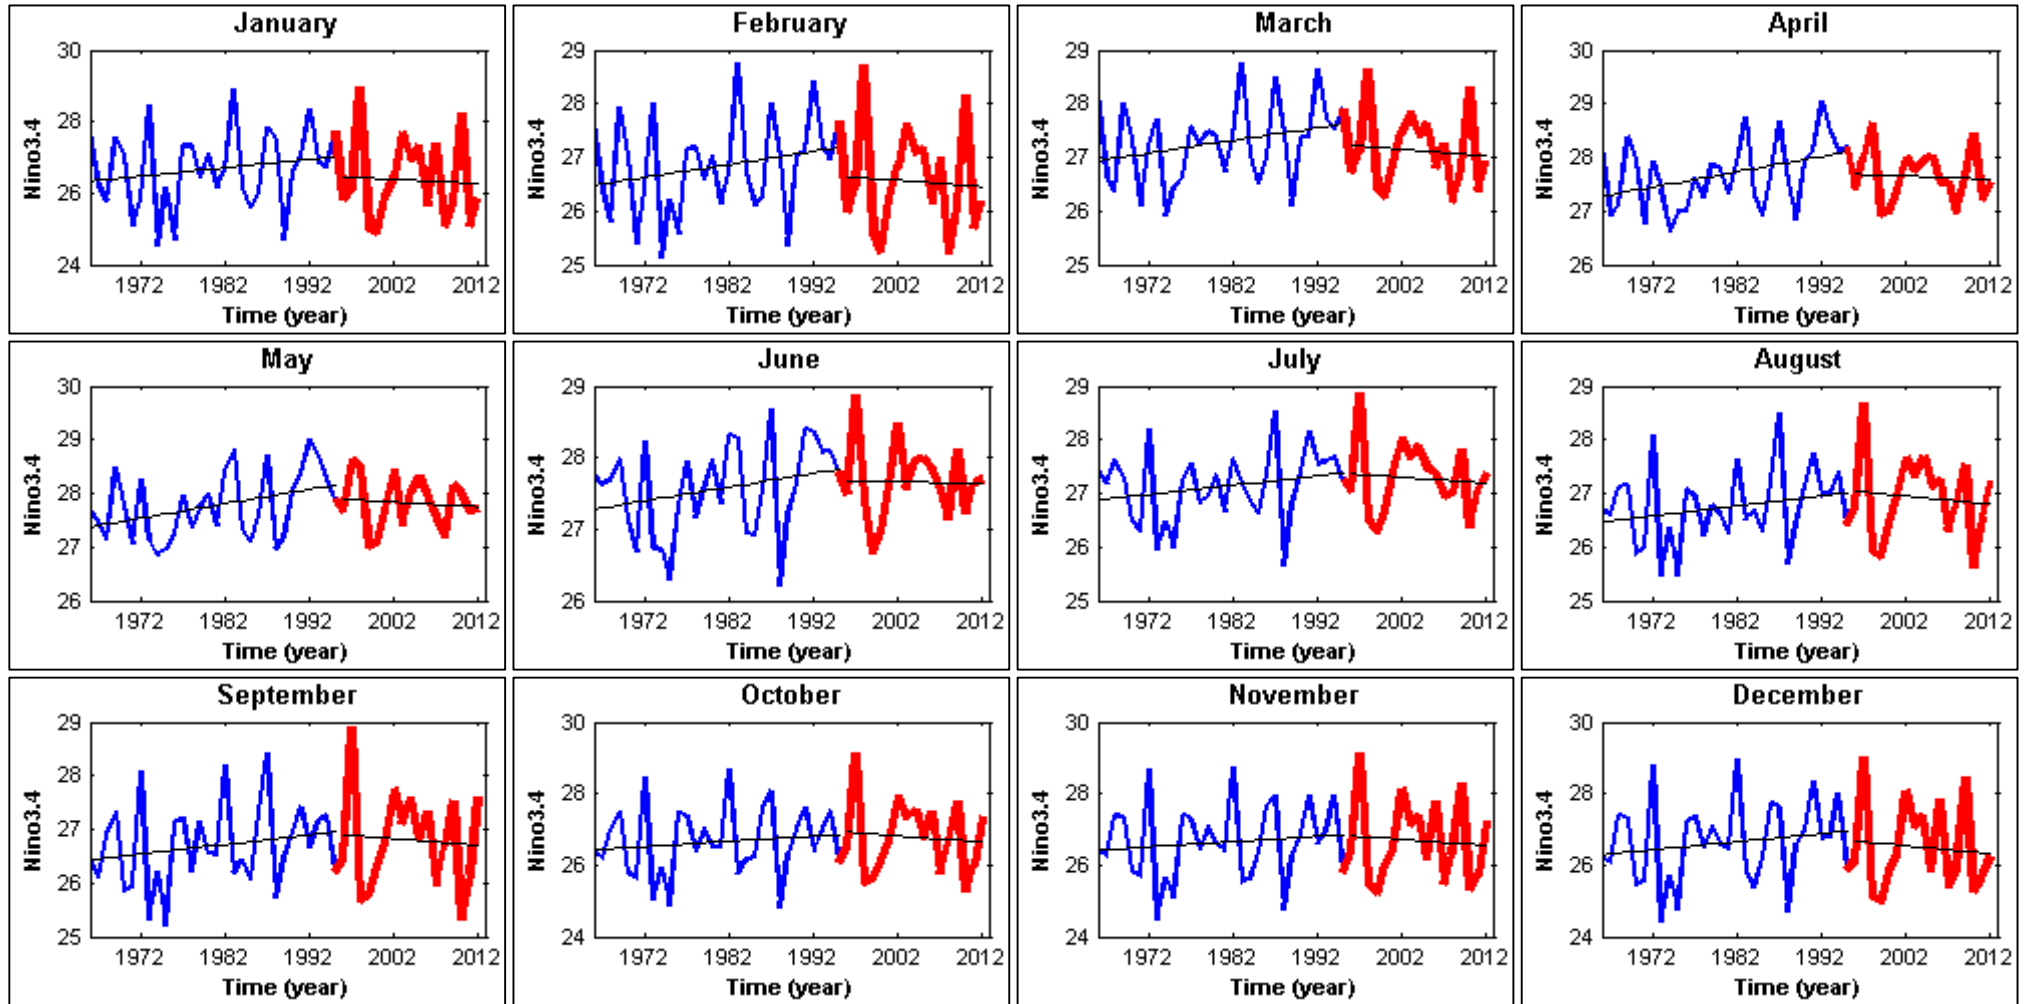 January
Nino3.4
30
28
26
24
1972 1982 1992 2002 2012
Time (year)
February
Nino3.4
29
28
27
26
25
1972 1982 1992 2002 2012
Time (year)
March
Nino3.4
29
28
27
26
25
1972 1982 1992 2002 2012
Time (year)
April
Nino3.4
30
29
28
27
26
1972 1982 1992 2002 2012
Time (year)
May
Nino3.4
30
29
28
27
26
1972 1982 1992 2002 2012
Time (year)
June
Nino3.4
29
28
27
26
1972 1982 1992 2002 2012
Time (year)
July
Nino3.4
29
28
27
26
25
1972 1982 1992 2002 2012
Time (year)
August
Nino3.4
29
28
27
26
25
1972 1982 1992 2002 2012
Time (year)
September
Nino3.4
29
28
27
26
25
1972 1982 1992 2002 2012
Time (year)
October
Nino3.4
30
28
26
24
1972 1982 1992 2002 2012
Time (year)
November
Nino3.4
30
28
26
24
1972 1982 1992 2002 2012
Time (year)
December
Nino3.4
30
28
26
24
1972 1982 1992 2002 2012
Time (year)